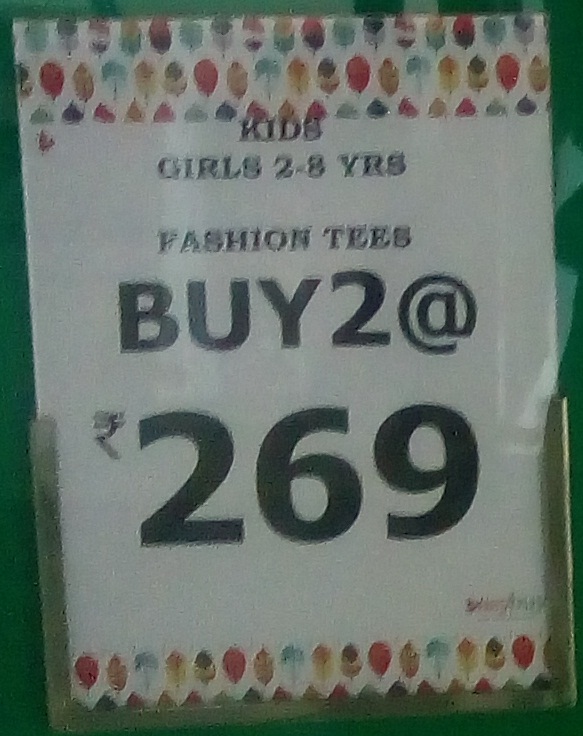 KIDS
GIRLS 2-8 YRS
FASHION TEES
BUY2@
₹269